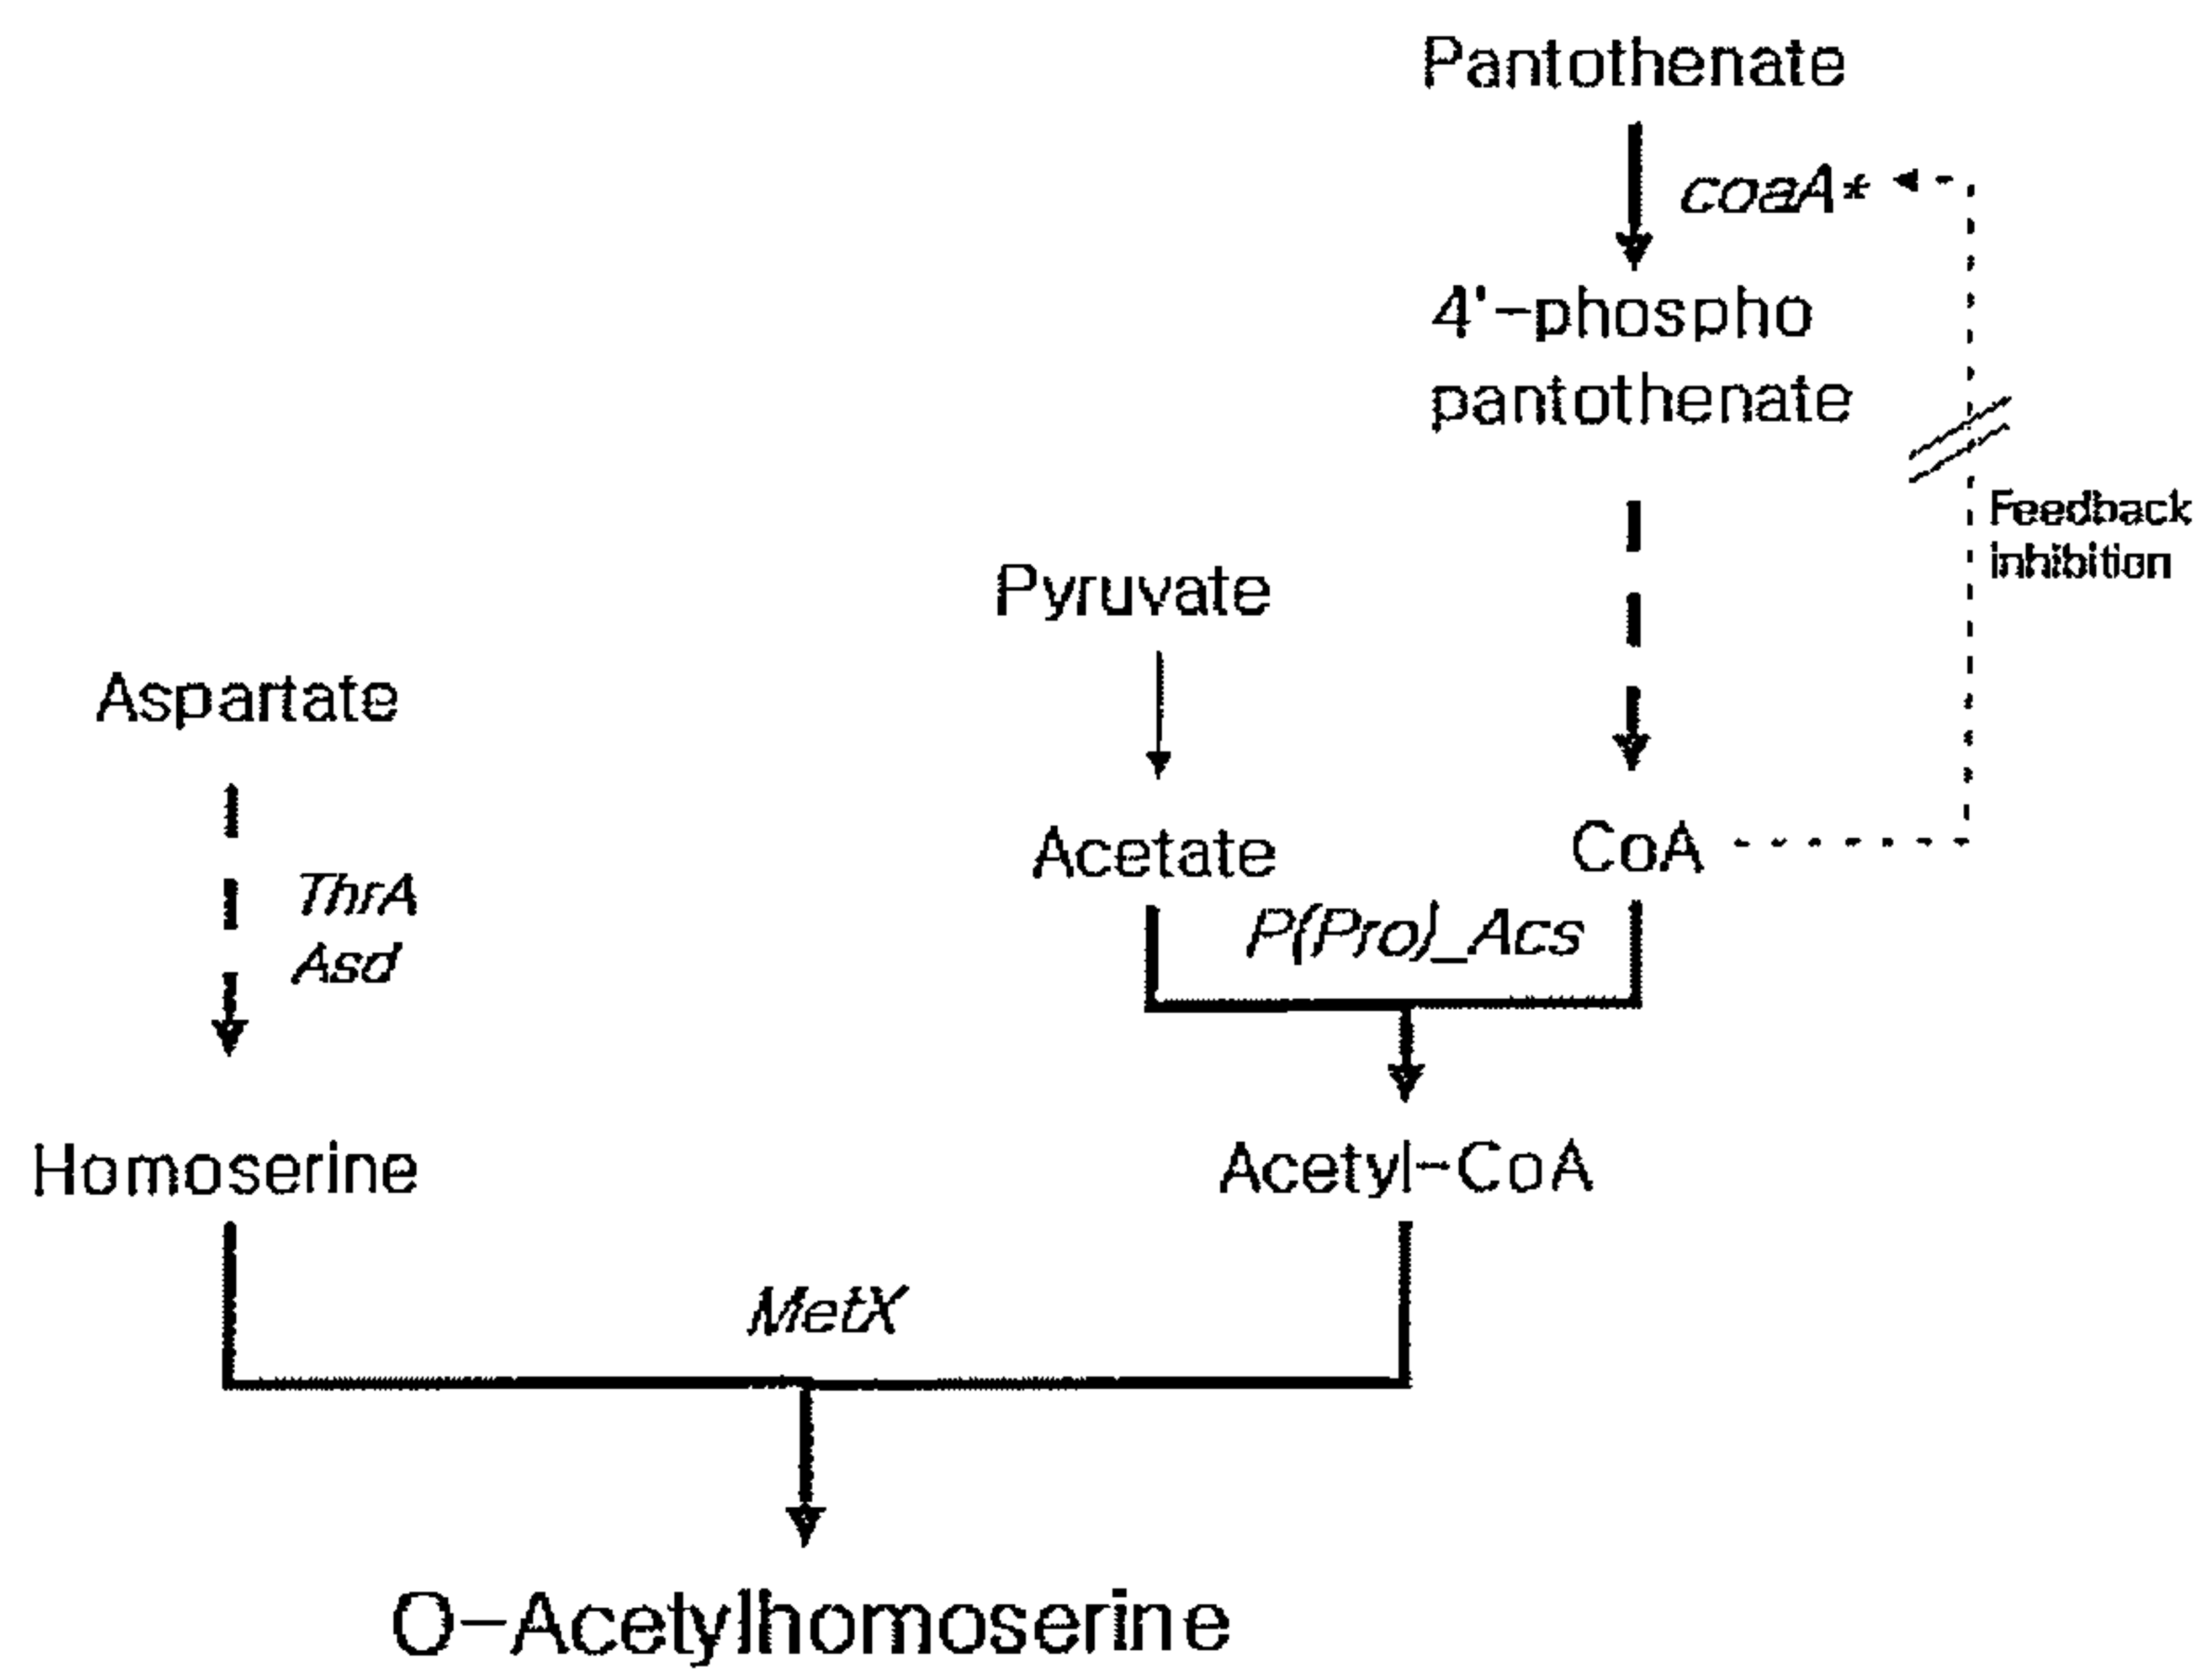 Pantothenate
coaA*
4'-phospho
pantothenate
Feedback
inhibition
Pyruvate
Aspartate
Acetate
CoA
ThrA
Asd
P(Pro)_Acs
Homoserine
Acetyl-CoA
MetX
O-Acetylhomoserine